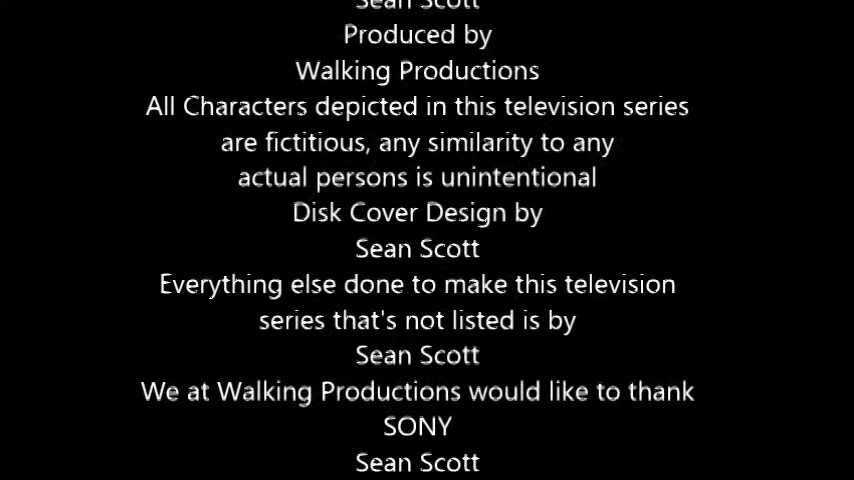 Sean Scott
Produced by
Walking Productions
All Characters depicted in this television series
are fictitious, any similarity to any
actual persons is unintentional
Disk Cover Design by
Sean Scott
Everything else done to make this television
series that's not listed is by
Sean Scott
We at Walking Productions would like to thank
SONY
Sean Scott